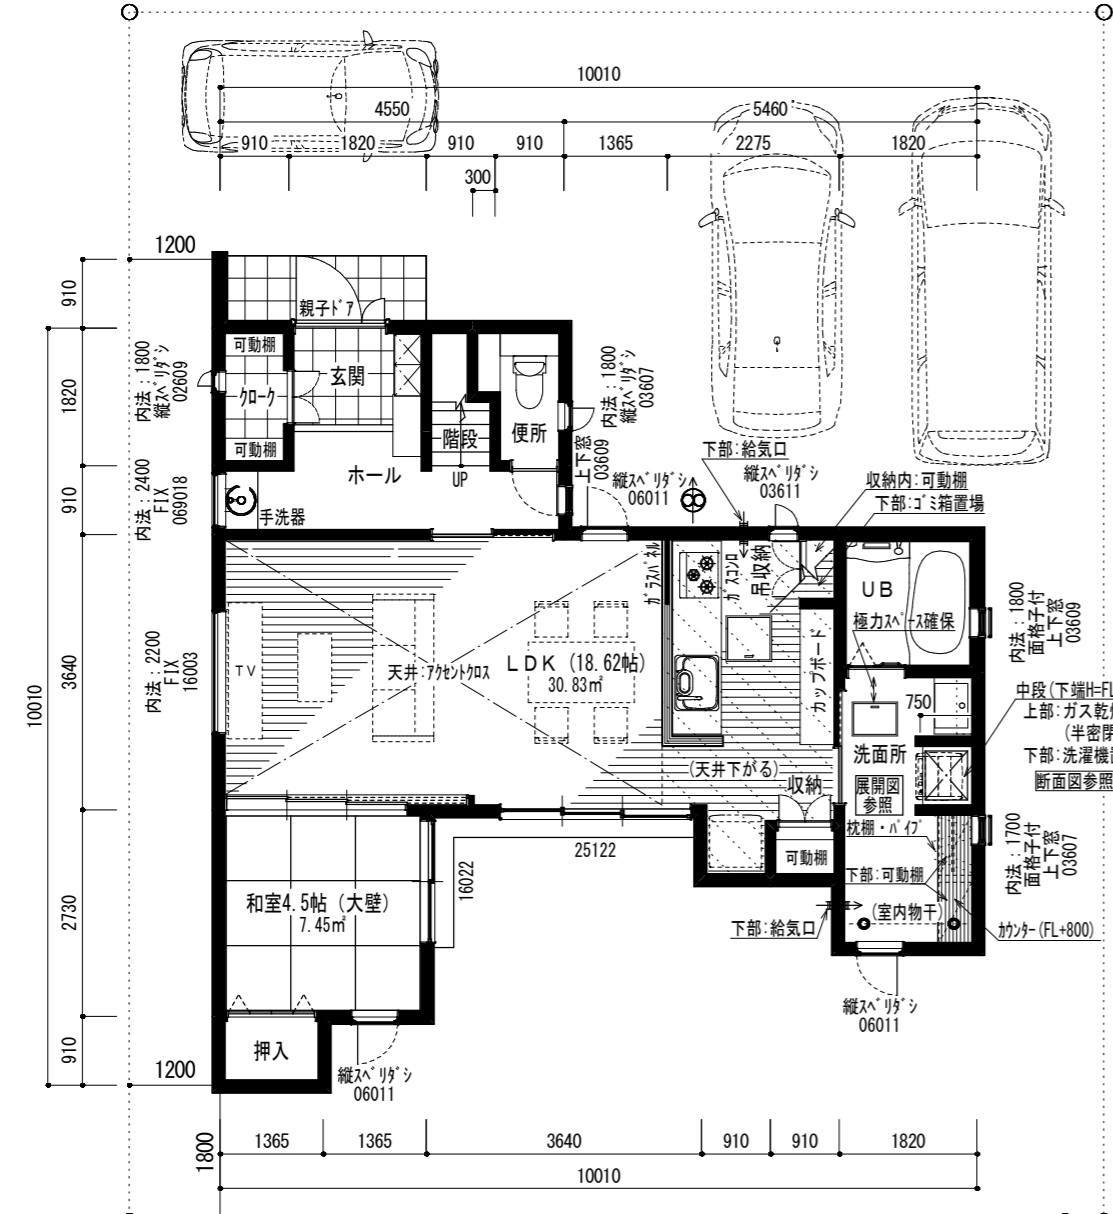 10010
4550
5460
910
1820
910
910
1365
2275
1820
300
1200
910
親子ドア
可動棚
玄関
クローク
可動棚
内法：1800
縦スベリダシ
02609
1820
階段
UP
便所
内法：1800
縦スベリダシ
03607
ホール
手洗器
内法：2400
FIX
069018
910
上下窓
03609
縦スベリダシ
06011
下部：給気口
縦スベリダシ
03611
収納内：可動棚
下部：ゴミ箱置場
ガラスパネル
ガスコンロ
吊収納
UB
極力スペース確保
内法：1800
面格子付
上下窓
03609
10010
3640
内法：2200
FIX
16003
TV
天井：アクセントクロス
LDK（18.62帖）
30.83㎡
カップボード
(天井下がる)
収納
750
洗面所
展開図
参照
中段(下端H=FL
上部：ガス乾
(半密閉
下部：洗濯機
断面図参照
枕棚・パイプ
可動棚
下部：可動棚
(室内物干)
カウンター(FL+800)
内法：1700
面格子付
上下窓
03607
25122
16022
和室4.5帖（大壁）
7.45㎡
2730
下部：給気口
縦スベリダシ
06011
押入
910
1200
縦スベリダシ
06011
1800
1365
1365
3640
910
910
1820
10010